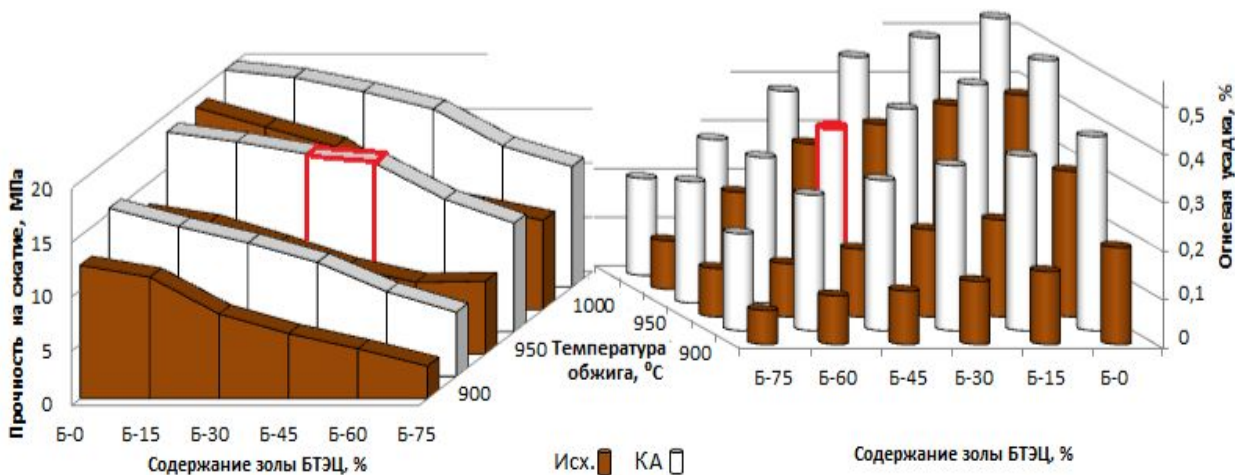 Прочность на сжатие, МПа
20
15
10
5
0
Б-0 Б-15 Б-30 Б-45 Б-60 Б-75
Содержание золы БТЭЦ, %
900
950
1000
Температура
обжига, ⁰С
1000
950
900
Б-75 Б-60 Б-45 Б-30 Б-15 Б-0
Содержание золы БТЭЦ, %
0,5
0,4
0,3
0,2
0,1
0
Огневая усадка, %
Исх. КА